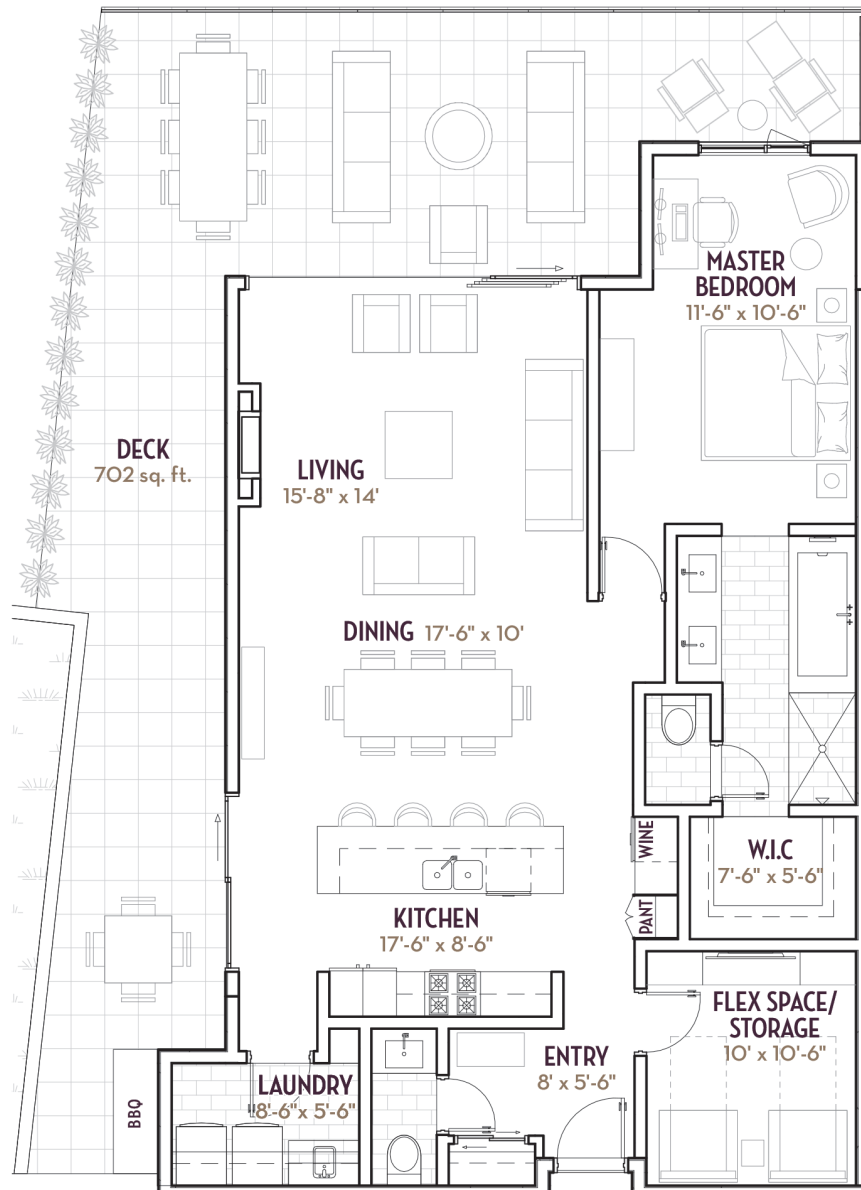 MASTER
BEDROOM
11'-6" x 10'-6"
DECK
702 sq. ft.
LIVING
15'-8" x 14'
DINING 17'-6" x 10'
WINE
W.I.C
7'-6" x 5'-6"
PANT
KITCHEN
17'-6" x 8'-6"
FLEX SPACE/
STORAGE
10' x 10'-6"
ENTRY
8' x 5'-6"
LAUNDRY
8'-6"x 5'-6"
BBQ